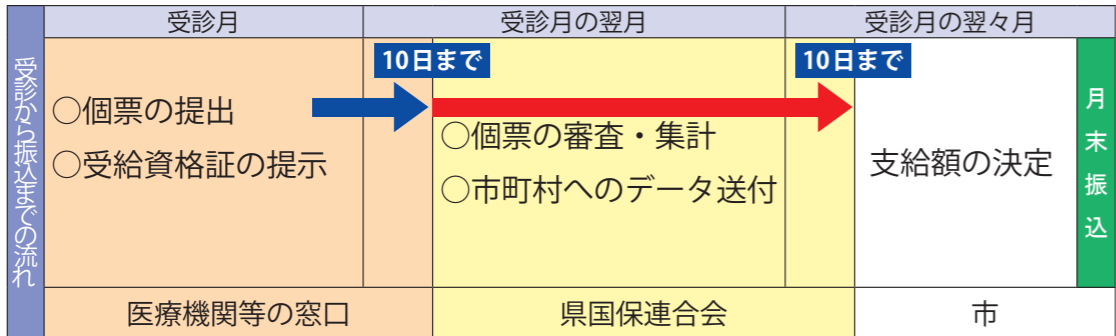 受診から振込までの流れ
受診月
受診月の翌月
受診月の翌々月
10日まで
10日まで
○個票の提出
○受給資格証の提示
○個票の審査・集計
○市町村へのデータ送付
支給額の決定
月末振込
医療機関等の窓口
県国保連合会
市